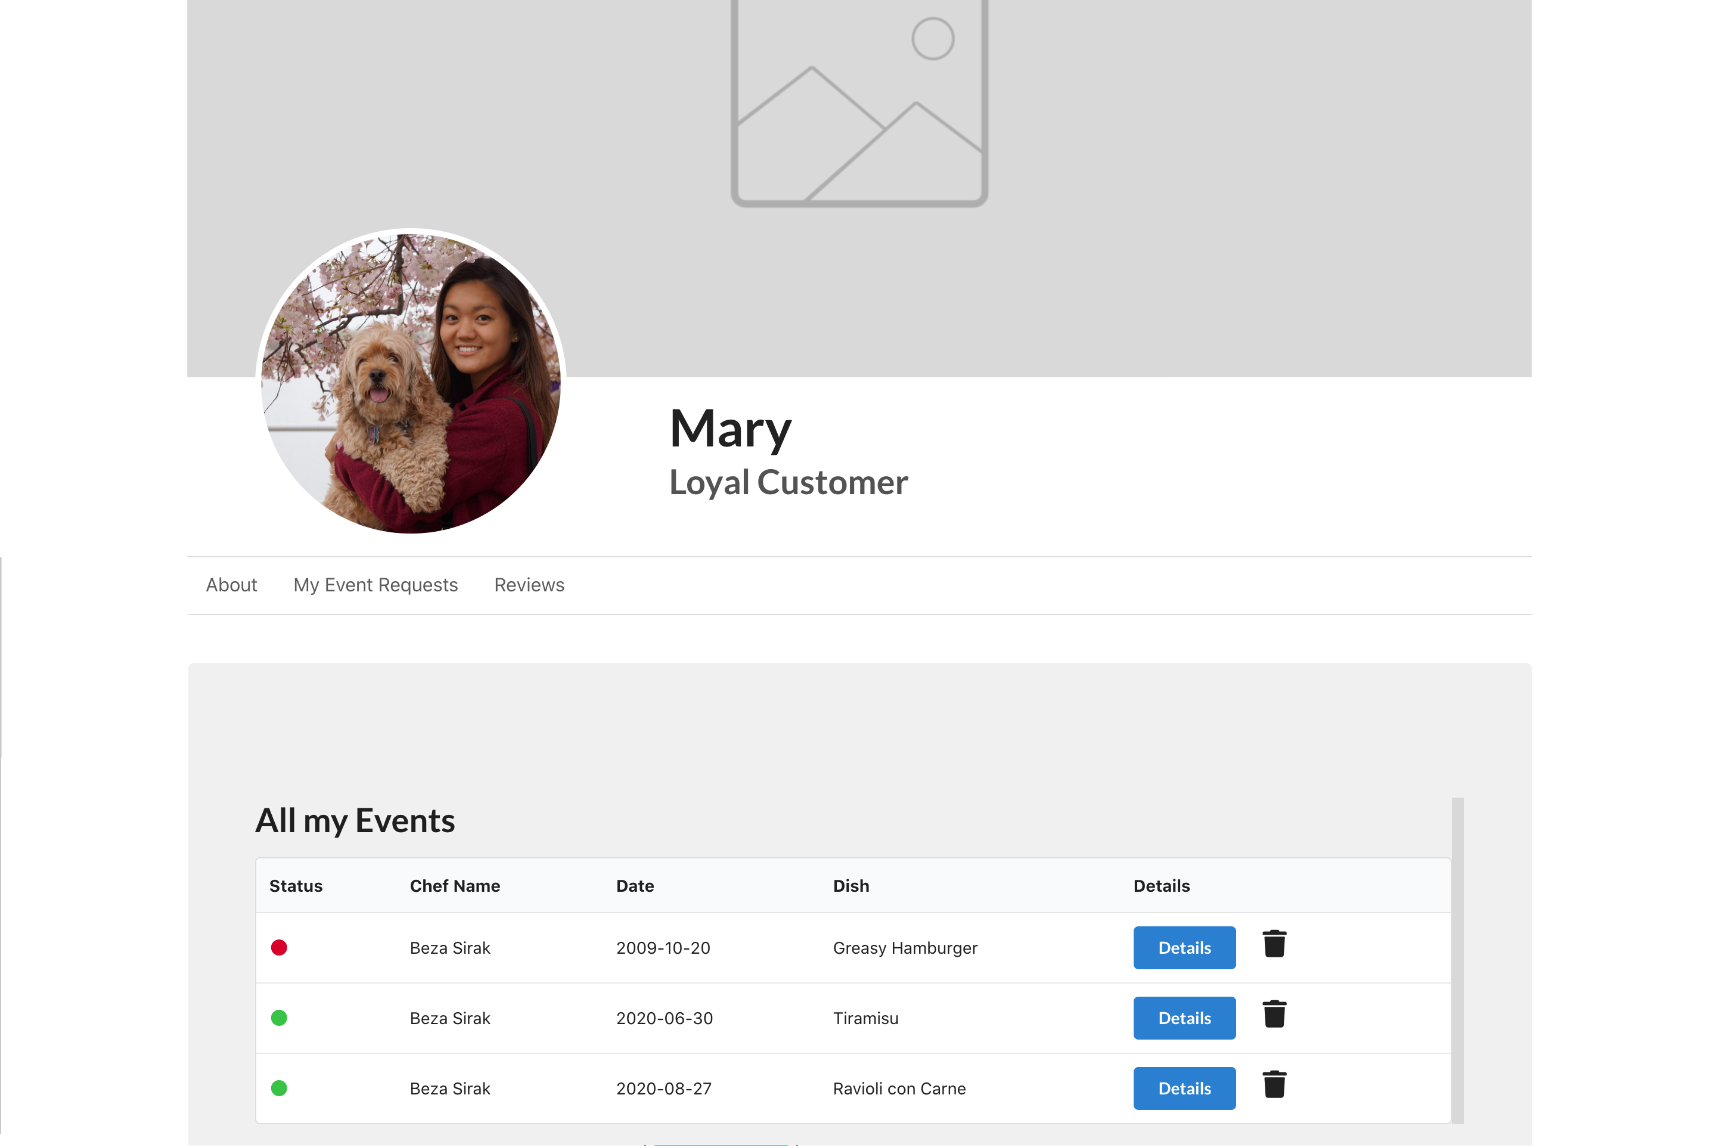 Mary
Loyal Customer
About My Event Requests Reviews
All my Events
Status Chef Name Date Dish Details
Beza Sirak 2009-10-20 Greasy Hamburger Details
Beza Sirak 2020-06-30 Tiramisu Details
Beza Sirak 2020-08-27 Ravioli con Carne Details